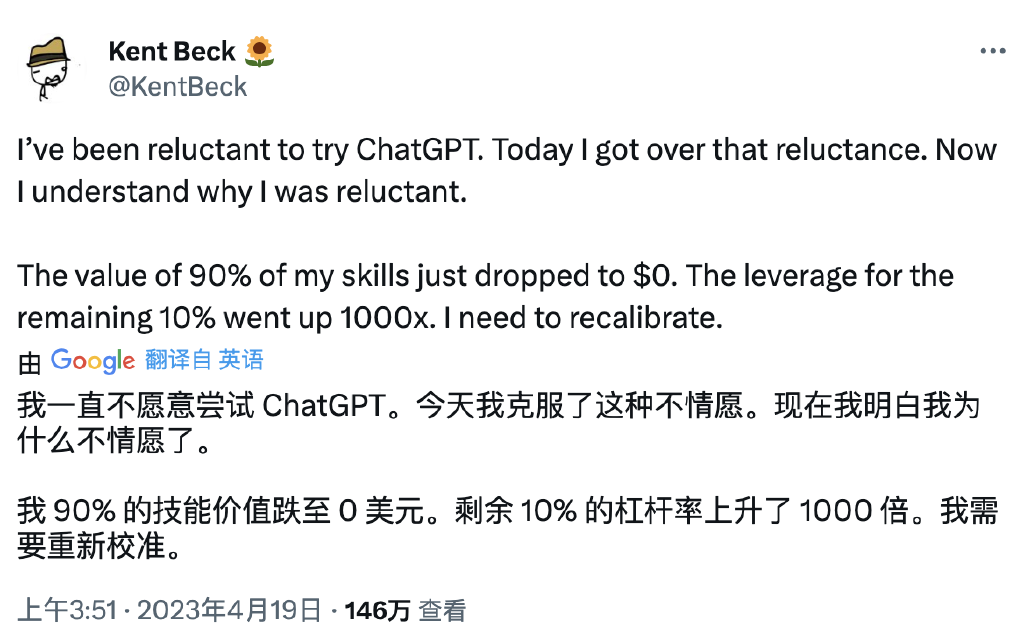 Kent Beck 🌻
@KentBeck
I’ve been reluctant to try ChatGPT. Today I got over that reluctance. Now
I understand why I was reluctant.
The value of 90% of my skills just dropped to $0. The leverage for the
remaining 10% went up 1000x. I need to recalibrate.
由 Google 翻译自 英语
我一直不愿意尝试 ChatGPT。今天我克服了这种不情愿。现在我明白我为
什么不情愿了。
我 90% 的技能价值跌至 0 美元。剩余 10% 的杠杆率上升了 1000 倍。我需
要重新校准。
上午3:51 · 2023年4月19日 · 146万 查看